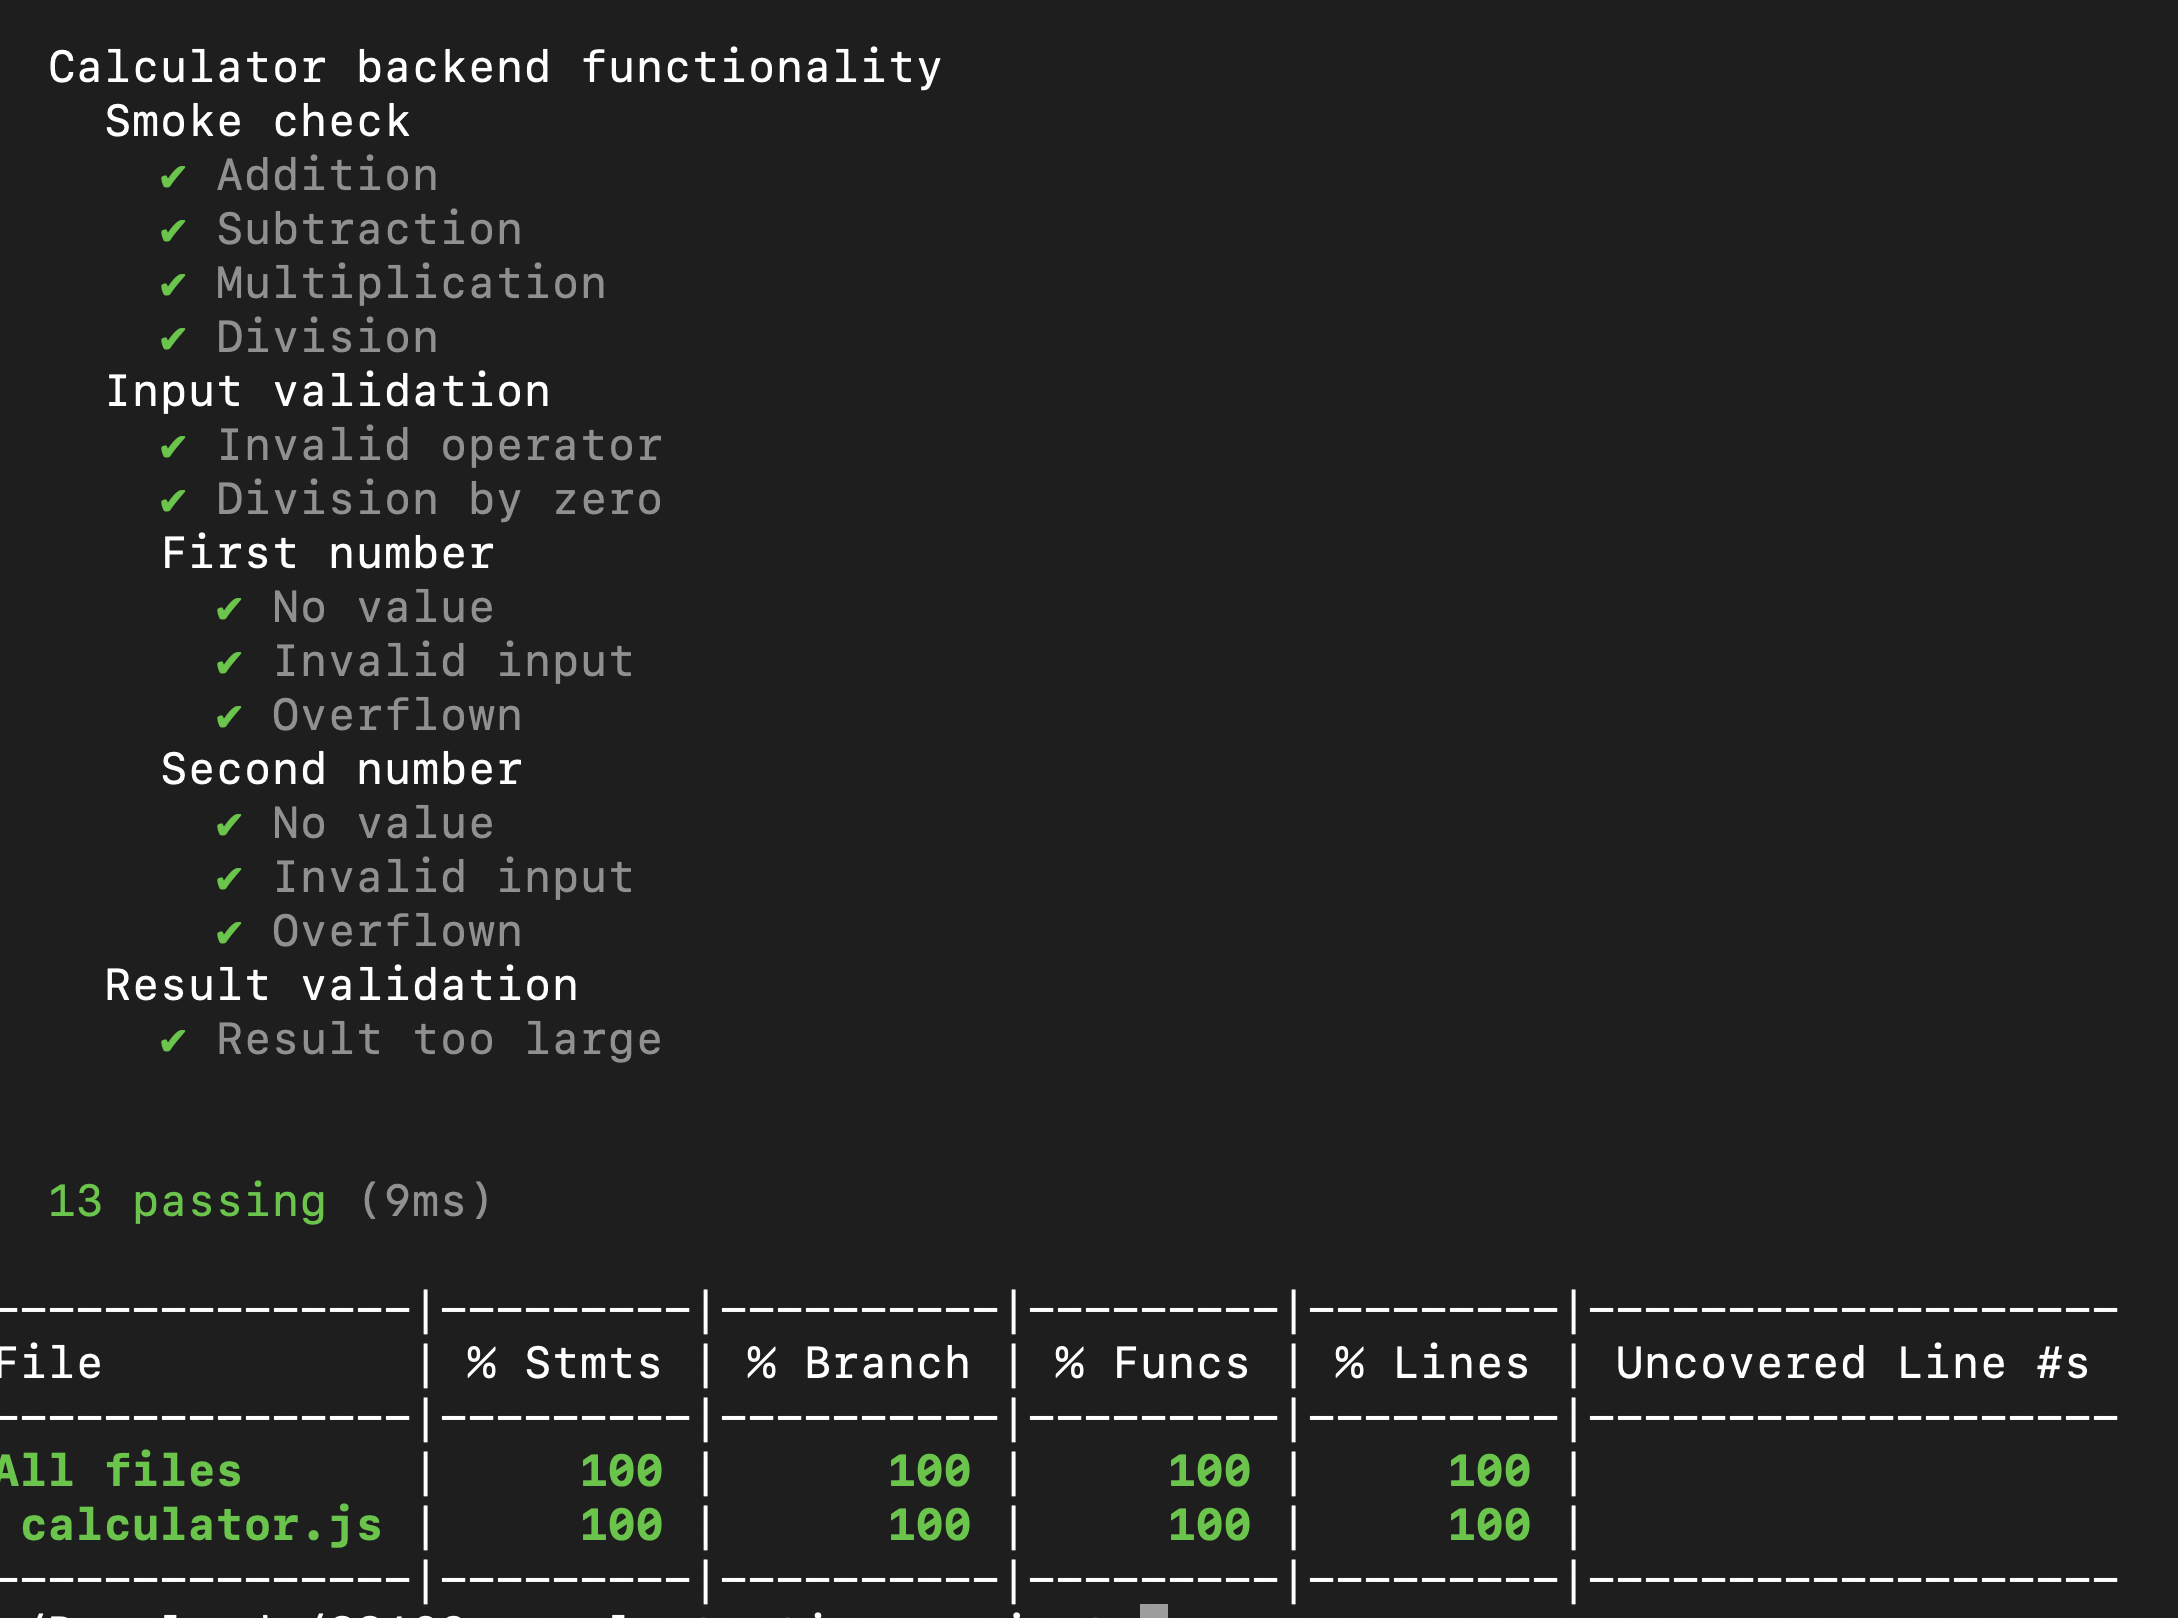 Calculator backend functionality
Smoke check
✔ Addition
✔ Subtraction
✔ Multiplication
✔ Division
Input validation
✔ Invalid operator
✔ Division by zero
First number
✔ No value
✔ Invalid input
✔ Overflown
Second number
✔ No value
✔ Invalid input
✔ Overflown
Result validation
✔ Result too large
13 passing (9ms)
File | % Stmts | % Branch | % Funcs | % Lines | Uncovered Line #s
All files | 100 | 100 | 100 | 100 |
calculator.js | 100 | 100 | 100 | 100 |